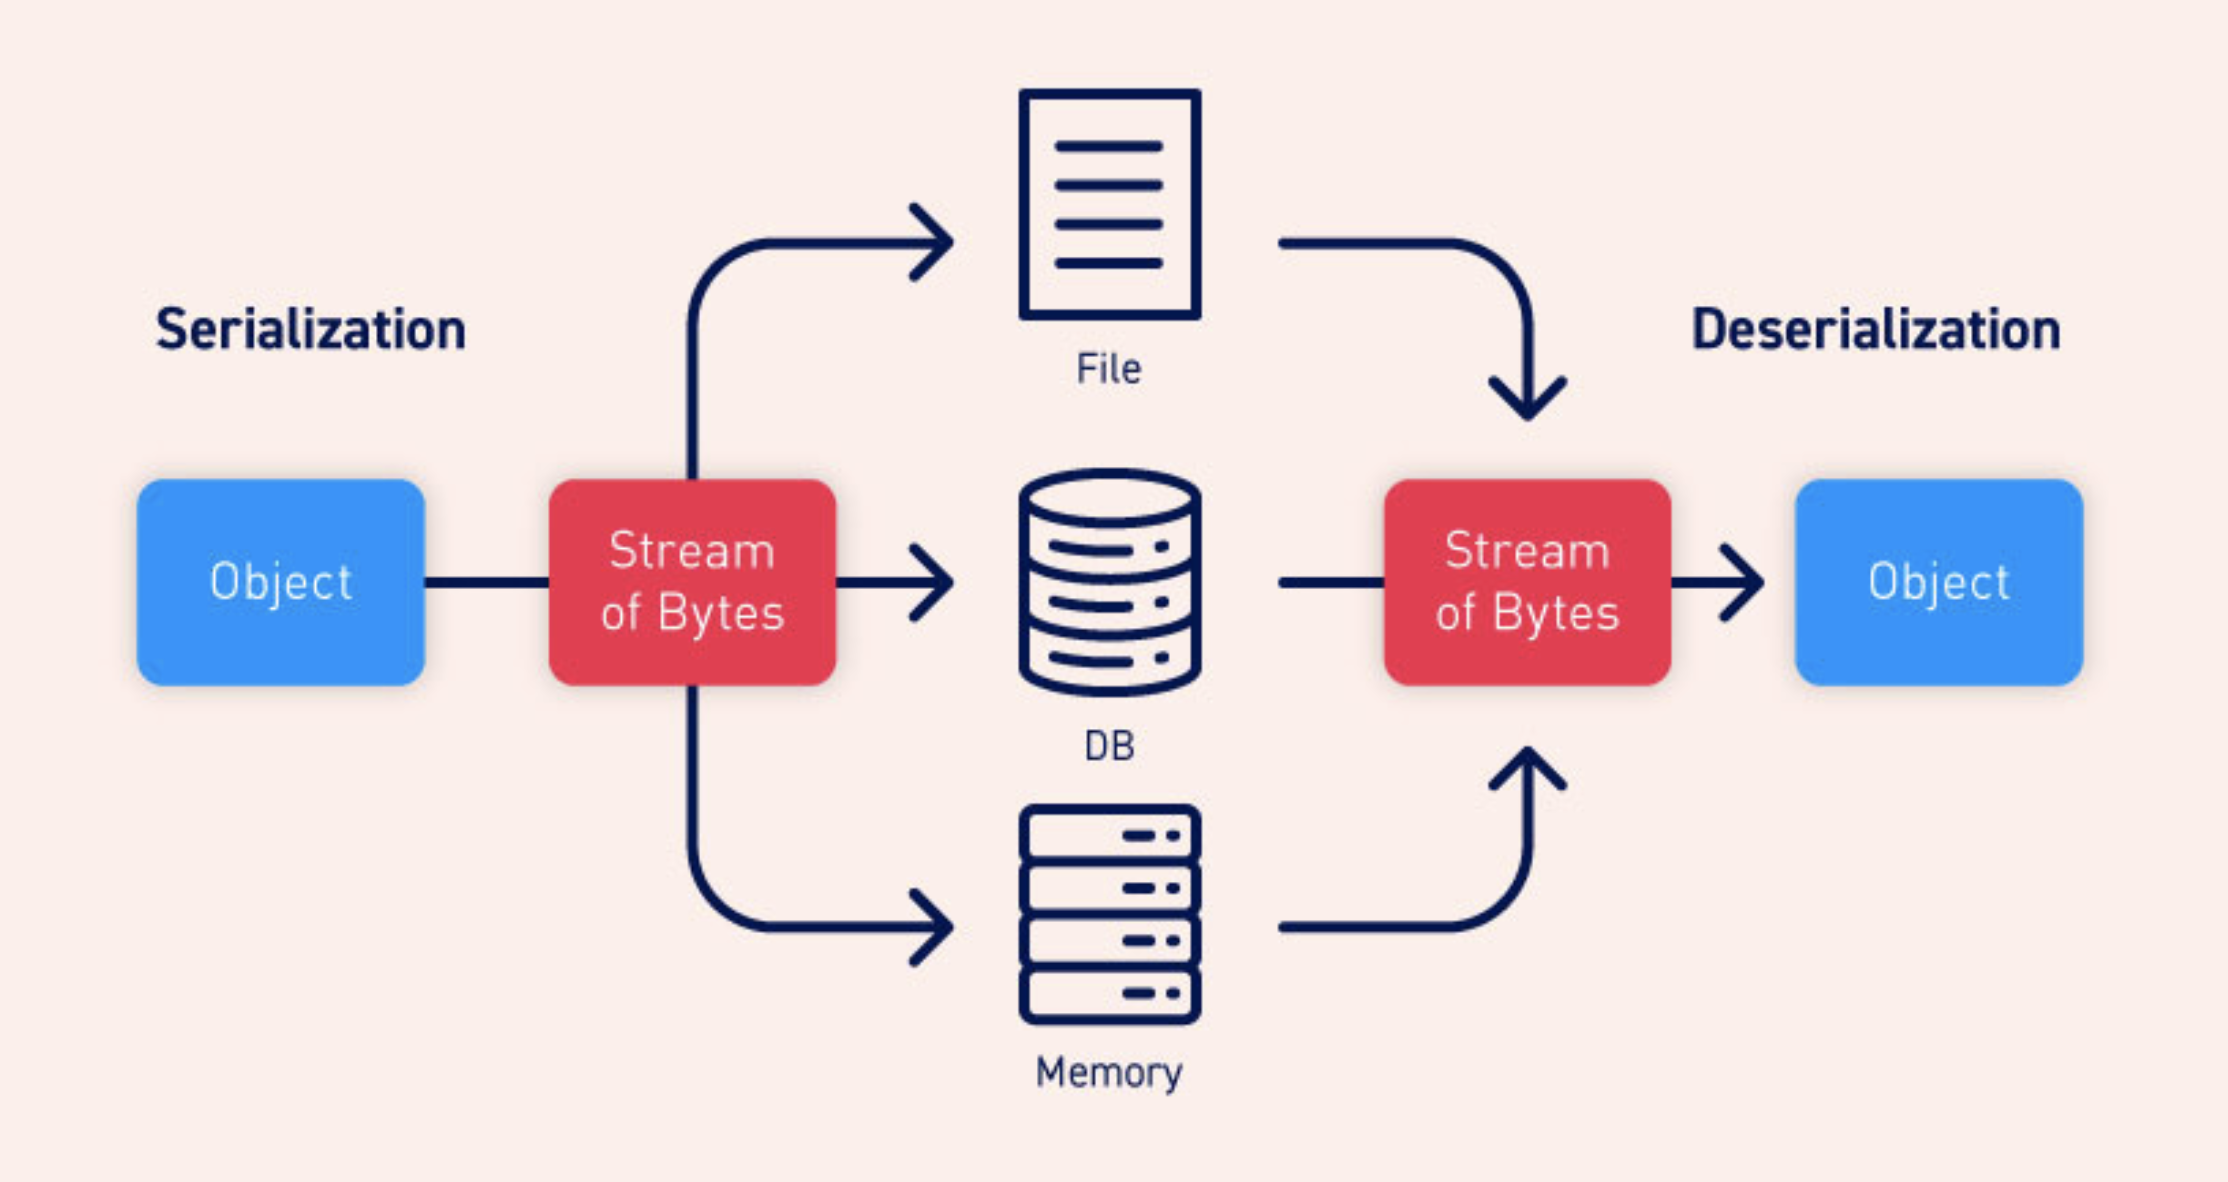 Serialization
Object
Stream
of Bytes
File
DB
Memory
Deserialization
Stream
of Bytes
Object